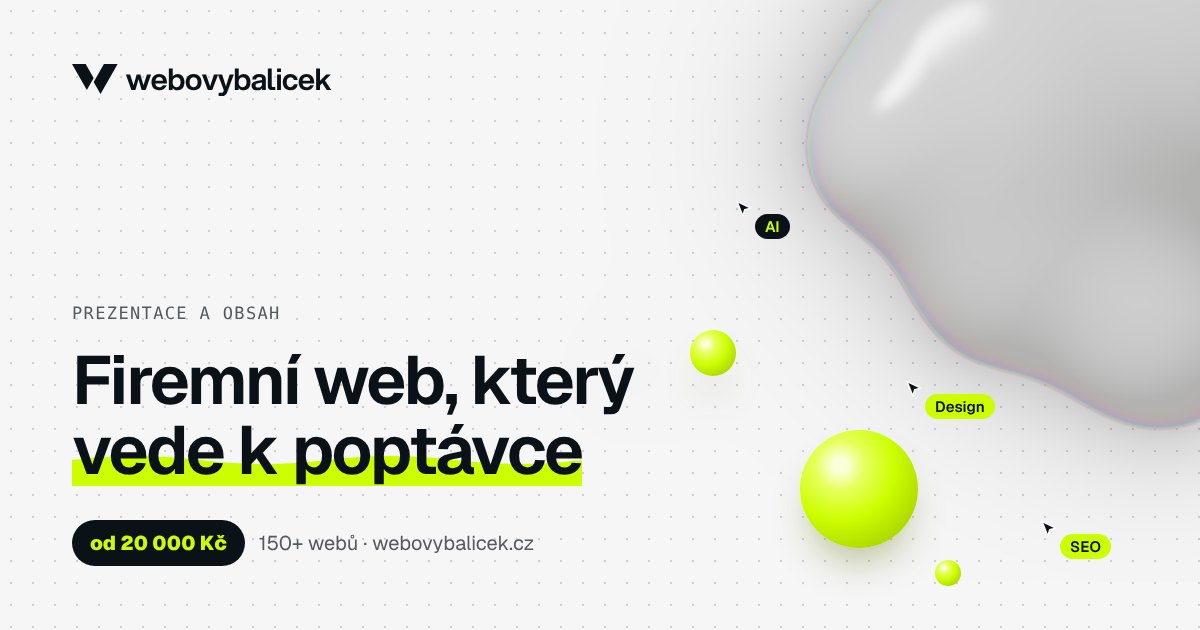 webovybalicek
AI
PREZENTACE A OBSAH
Firemní web, který
vede k poptávce
Design
od 20 000 Kč
150+ webů · webovybalicek.cz
SEO